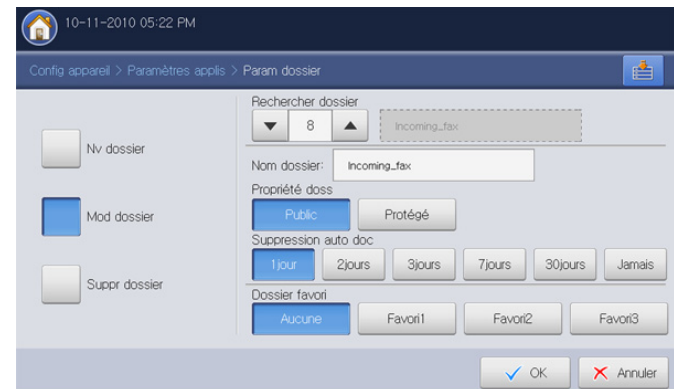 10-11-2010 05:22 PM
Config appareil > Paramètres applis > Param dossier
Nv dossier
Mod dossier
Suppr dossier
Rechercher dossier
8 Incoming_fax
Nom dossier: Incoming_fax
Propriété doss
Public Protégé
Suppression auto doc
1jour 2jours 3jours 7jours 30jours Jamais
Dossier favori
Aucune Favori1 Favori2 Favori3
OK Annuler